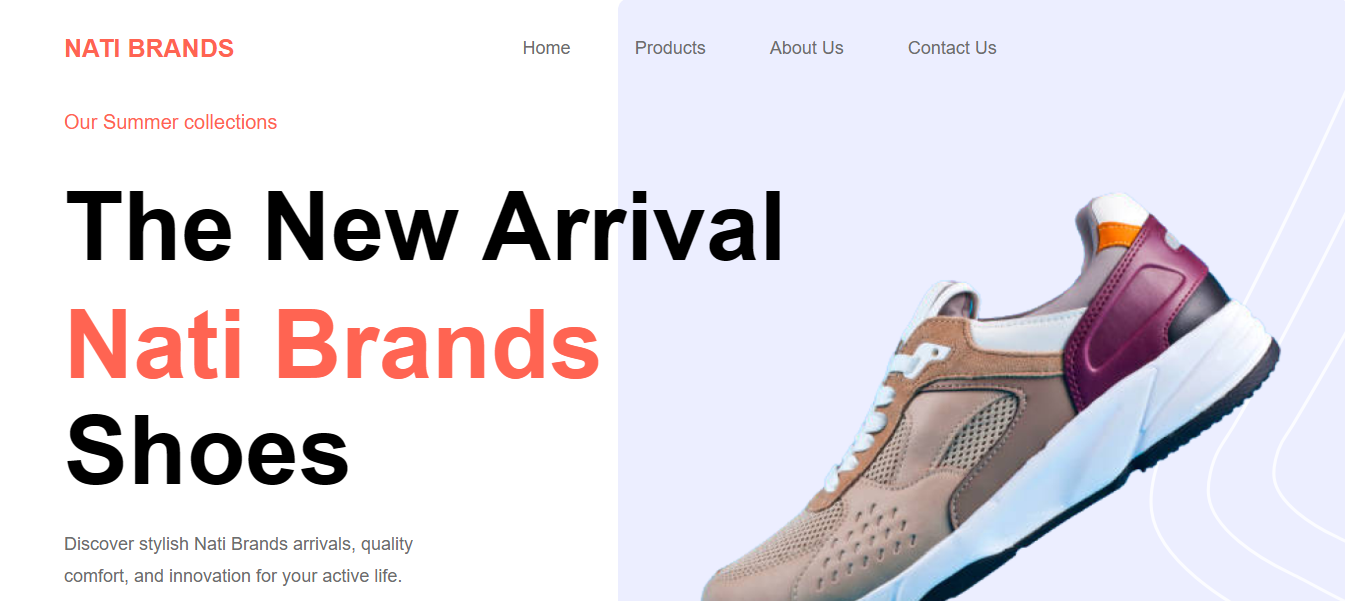 NATI BRANDS
Home
Products
About Us
Contact Us
Our Summer collections
The New Arrival
Nati Brands
Shoes
Discover stylish Nati Brands arrivals, quality
comfort, and innovation for your active life.